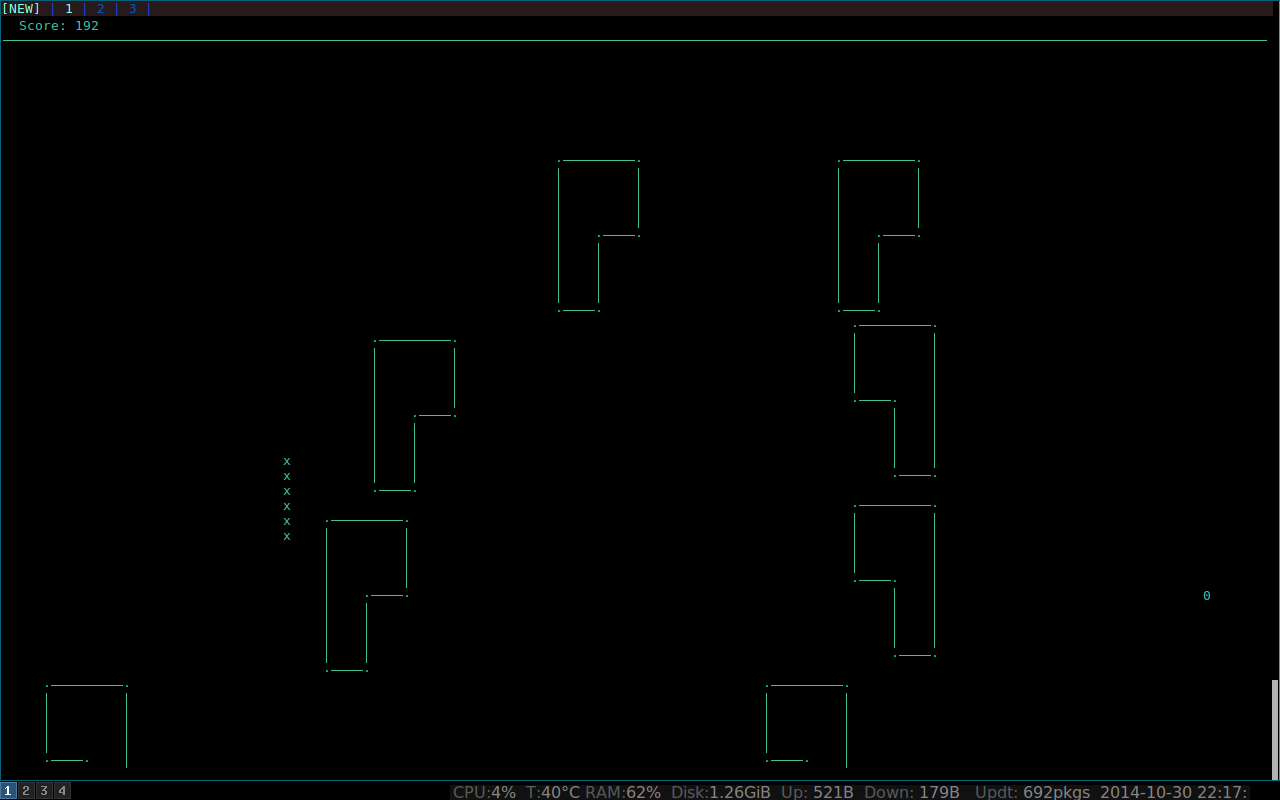 [NEW] | 1 | 2 | 3 |
Score: 192
x
x
x
x
x
x
0
1 2 3 4 CPU:4% T:40°C RAM:62% Disk:1.26GiB Up: 521B Down: 179B Updt: 692pkgs 2014-10-30 22:17: